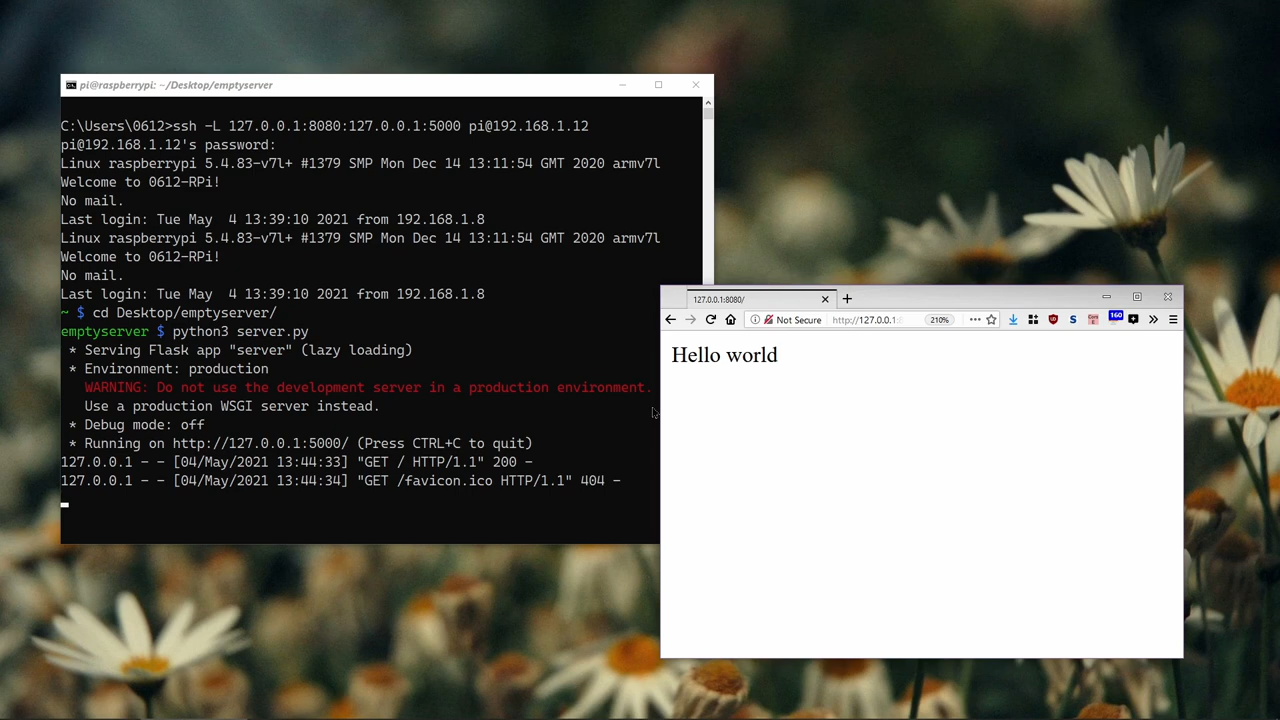 pi@raspberrypi: ~/Desktop/emptyserver
C:\Users\0612>ssh -L 127.0.0.1:8080:127.0.0.1:5000 pi@192.168.1.12
pi@192.168.1.12's password:
Linux raspberrypi 5.4.83-v7l+ #1379 SMP Mon Dec 14 13:11:54 GMT 2020 armv7l
Welcome to 0612-RPi!
No mail.
Last login: Tue May  4 13:39:10 2021 from 192.168.1.8
Linux raspberrypi 5.4.83-v7l+ #1379 SMP Mon Dec 14 13:11:54 GMT 2020 armv7l
Welcome to 0612-RPi!
No mail.
Last login: Tue May  4 13:39:10 2021 from 192.168.1.8
~ $ cd Desktop/emptyserver/
emptyserver $ python3 server.py
* Serving Flask app "server" (lazy loading)
* Environment: production
WARNING: Do not use the development server in a production environment.
Use a production WSGI server instead.
* Debug mode: off
* Running on http://127.0.0.1:5000/ (Press CTRL+C to quit)
127.0.0.1 - - [04/May/2021 13:44:33] "GET / HTTP/1.1" 200 -
127.0.0.1 - - [04/May/2021 13:44:34] "GET /favicon.ico HTTP/1.1" 404 -
127.0.0.1:8080/
Not Secure http://127.0.0.1: 210% S 160
Hello world